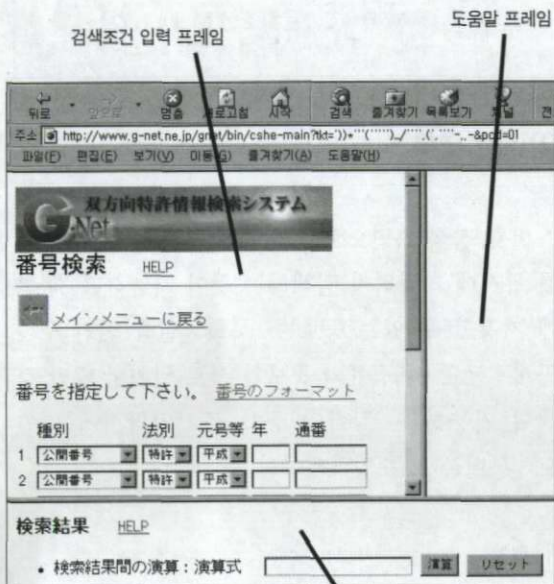 도움말 프레임
검색조건 입력 프레임
뒤로 앞으로 멈춤 새로고침 시작 검색 즐겨찾기 목록보기 채널 전
주소 http://www.g-net.ne.jp/gnet/bin/cshe-main?
파일(F) 편집(E) 보기(V) 이동(G) 즐겨찾기(A) 도움말(H)
G-Net 双方向特許情報検索システム
番号検索 HELP
メインメニューに戻る
番号を指定して下さい。 番号のフォーマット
種別 法別 元号等 年 通番
1 公開番号 特許 平成
2 公開番号 特許 平成
検索結果 HELP
• 検索結果間の演算:演算式 演算 リセット